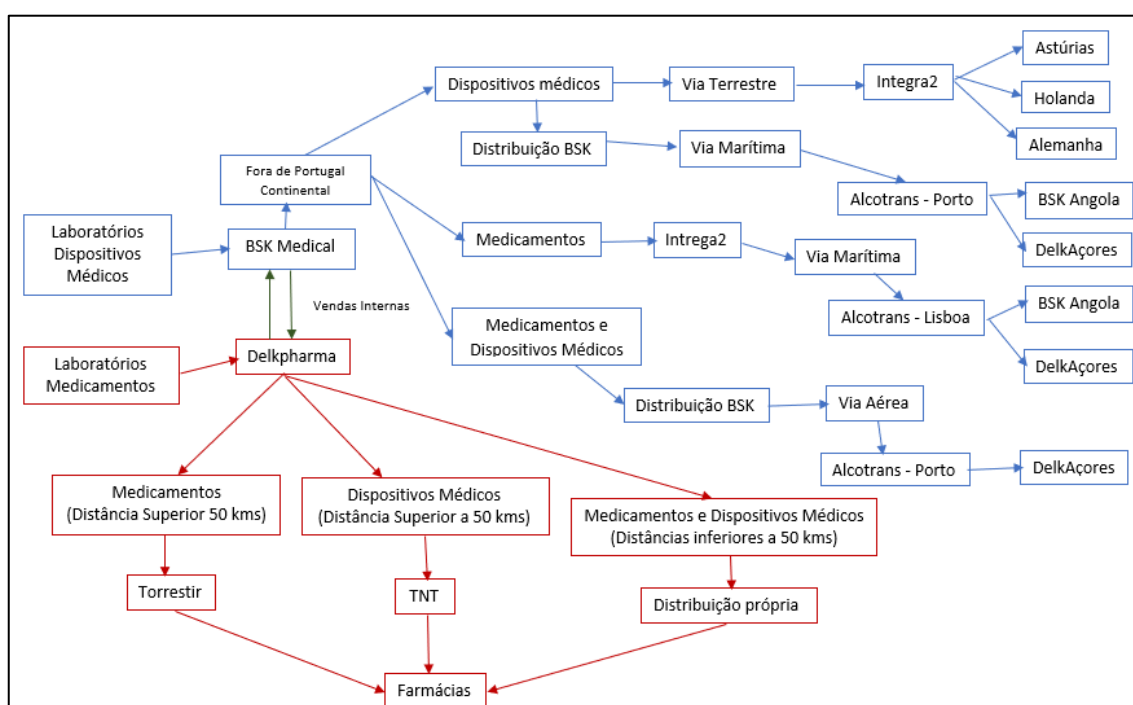 Astúrias
Dispositivos médicos
Via Terrestre
Integra2
Holanda
Distribuição BSK
Via Marítima
Alemanha
Fora de Portugal
Continental
Alcotrans - Porto
BSK Angola
Laboratórios
Dispositivos
Médicos
BSK Medical
Medicamentos
Intrega2
Via Marítima
DelkAçores
Vendas Internas
Alcotrans - Lisboa
BSK Angola
Medicamentos e
Dispositivos Médicos
Laboratórios
Medicamentos
Delkpharma
DelkAçores
Distribuição BSK
Via Aérea
Alcotrans - Porto
DelkAçores
Medicamentos
(Distância Superior 50 kms)
Dispositivos Médicos
(Distância Superior a 50 kms)
Medicamentos e Dispositivos Médicos
(Distâncias inferiores a 50 kms)
Torrestir
TNT
Distribuição própria
Farmácias